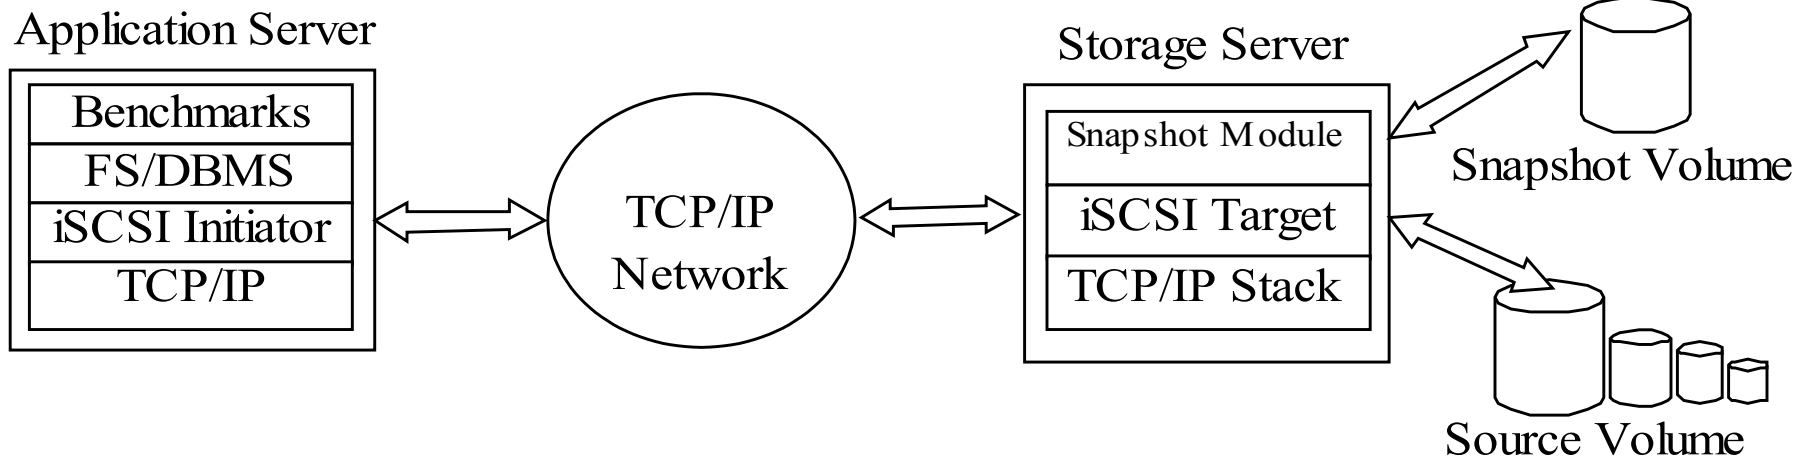 Application Server
Benchmarks
FS/DBMS
iSCSI Initiator
TCP/IP
TCP/IP
Network
Storage Server
Snapshot Module
iSCSI Target
TCP/IP Stack
Snapshot Volume
Source Volume